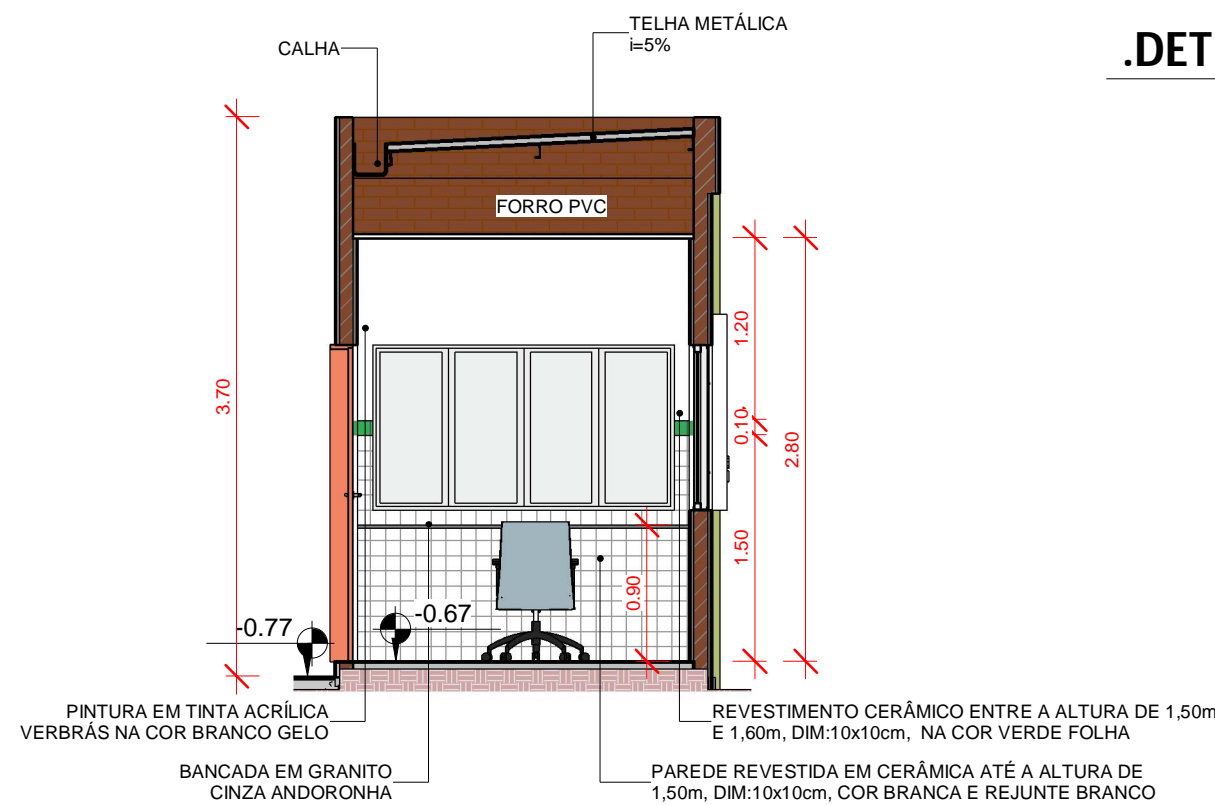 .DET
TELHA METÁLICA
i=5%
CALHA
FORRO PVC
3.70
1.20
0.10
2.80
1.50
0.90
-0.77
-0.67
PINTURA EM TINTA ACRÍLICA
VERBRÁS NA COR BRANCO GELO
REVESTIMENTO CERÂMICO ENTRE A ALTURA DE 1,50m
E 1,60m, DIM:10x10cm, NA COR VERDE FOLHA
BANCADA EM GRANITO
CINZA ANDORONHA
PAREDE REVESTIDA EM CERÂMICA ATÉ A ALTURA DE
1,50m, DIM:10x10cm, COR BRANCA E REJUNTE BRANCO